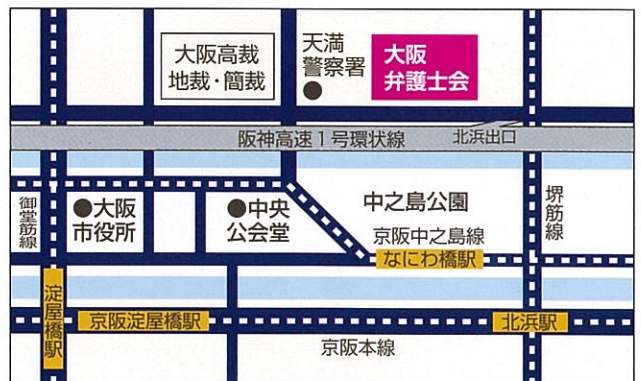 大阪高裁
地裁・簡裁
天満
警察署
大阪
弁護士会
阪神高速1号環状線
北浜出口
御堂筋線
大阪
市役所
中央
公会堂
中之島公園
堺筋線
京阪中之島線
なにわ橋駅
淀屋橋駅
京阪淀屋橋駅
北浜駅
京阪本線